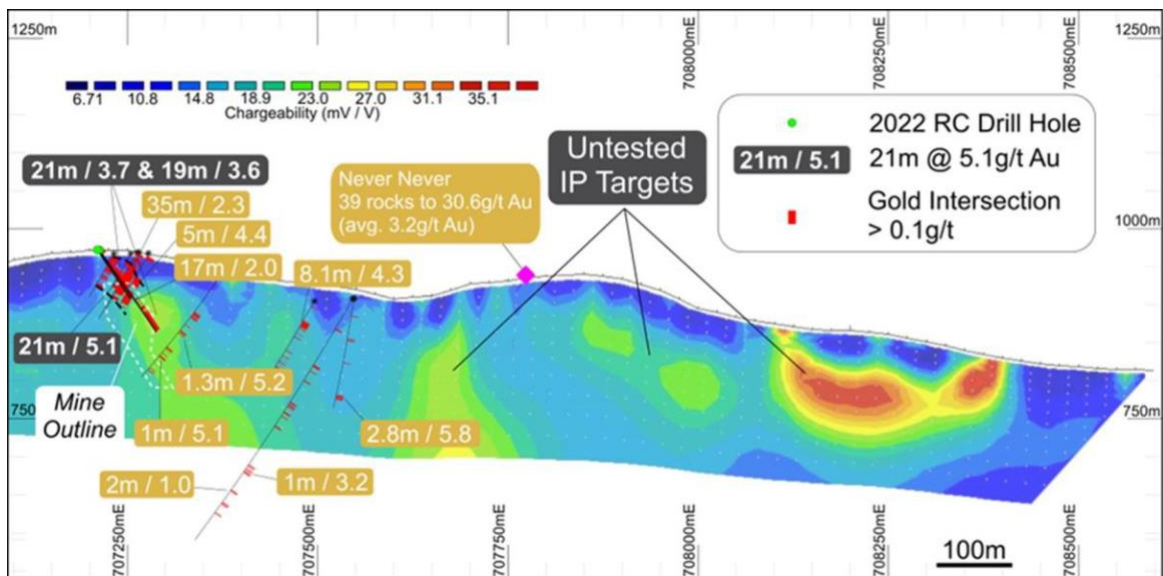 1250m
1250m
708000mE
708250mE
708500mE
6.71 10.8 14.8 18.9 23.0 27.0 31.1 35.1
Chargeability (mV / V)
2022 RC Drill Hole
21m / 5.1
21m @ 5.1g/t Au
Gold Intersection
> 0.1g/t
Untested
IP Targets
21m / 3.7 & 19m / 3.6
Never Never
39 rocks to 30.6g/t Au
(avg. 3.2g/t Au)
35m / 2.3
5m / 4.4
1000m
1000m
17m / 2.0
8.1m / 4.3
21m / 5.1
1.3m / 5.2
Mine
Outline
750m
750m
1m / 5.1
2.8m / 5.8
2m / 1.0
1m / 3.2
707250mE
707500mE
707750mE
708000mE
708250mE
708500mE
100m